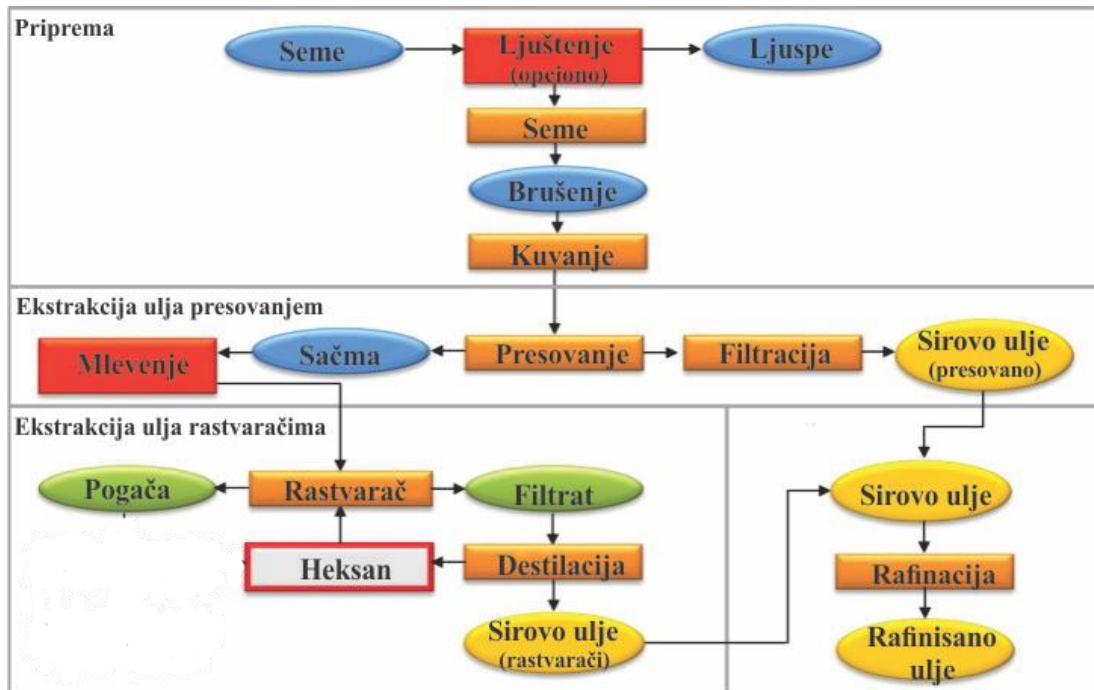 Priprema
Seme
Ljuštenje
(opciono)
Ljuspe
Seme
Brušenje
Kuvanje
Ekstrakcija ulja presovanjem
Mlevenje
Sačma
Presovanje
Filtracija
Sirovo ulje
(presovano)
Ekstrakcija ulja rastvaračima
Pogača
Rastvarač
Filtrat
Sirovo ulje
Heksan
Destilacija
Rafinacija
Sirovo ulje
(rastvarači)
Rafinisano
ulje